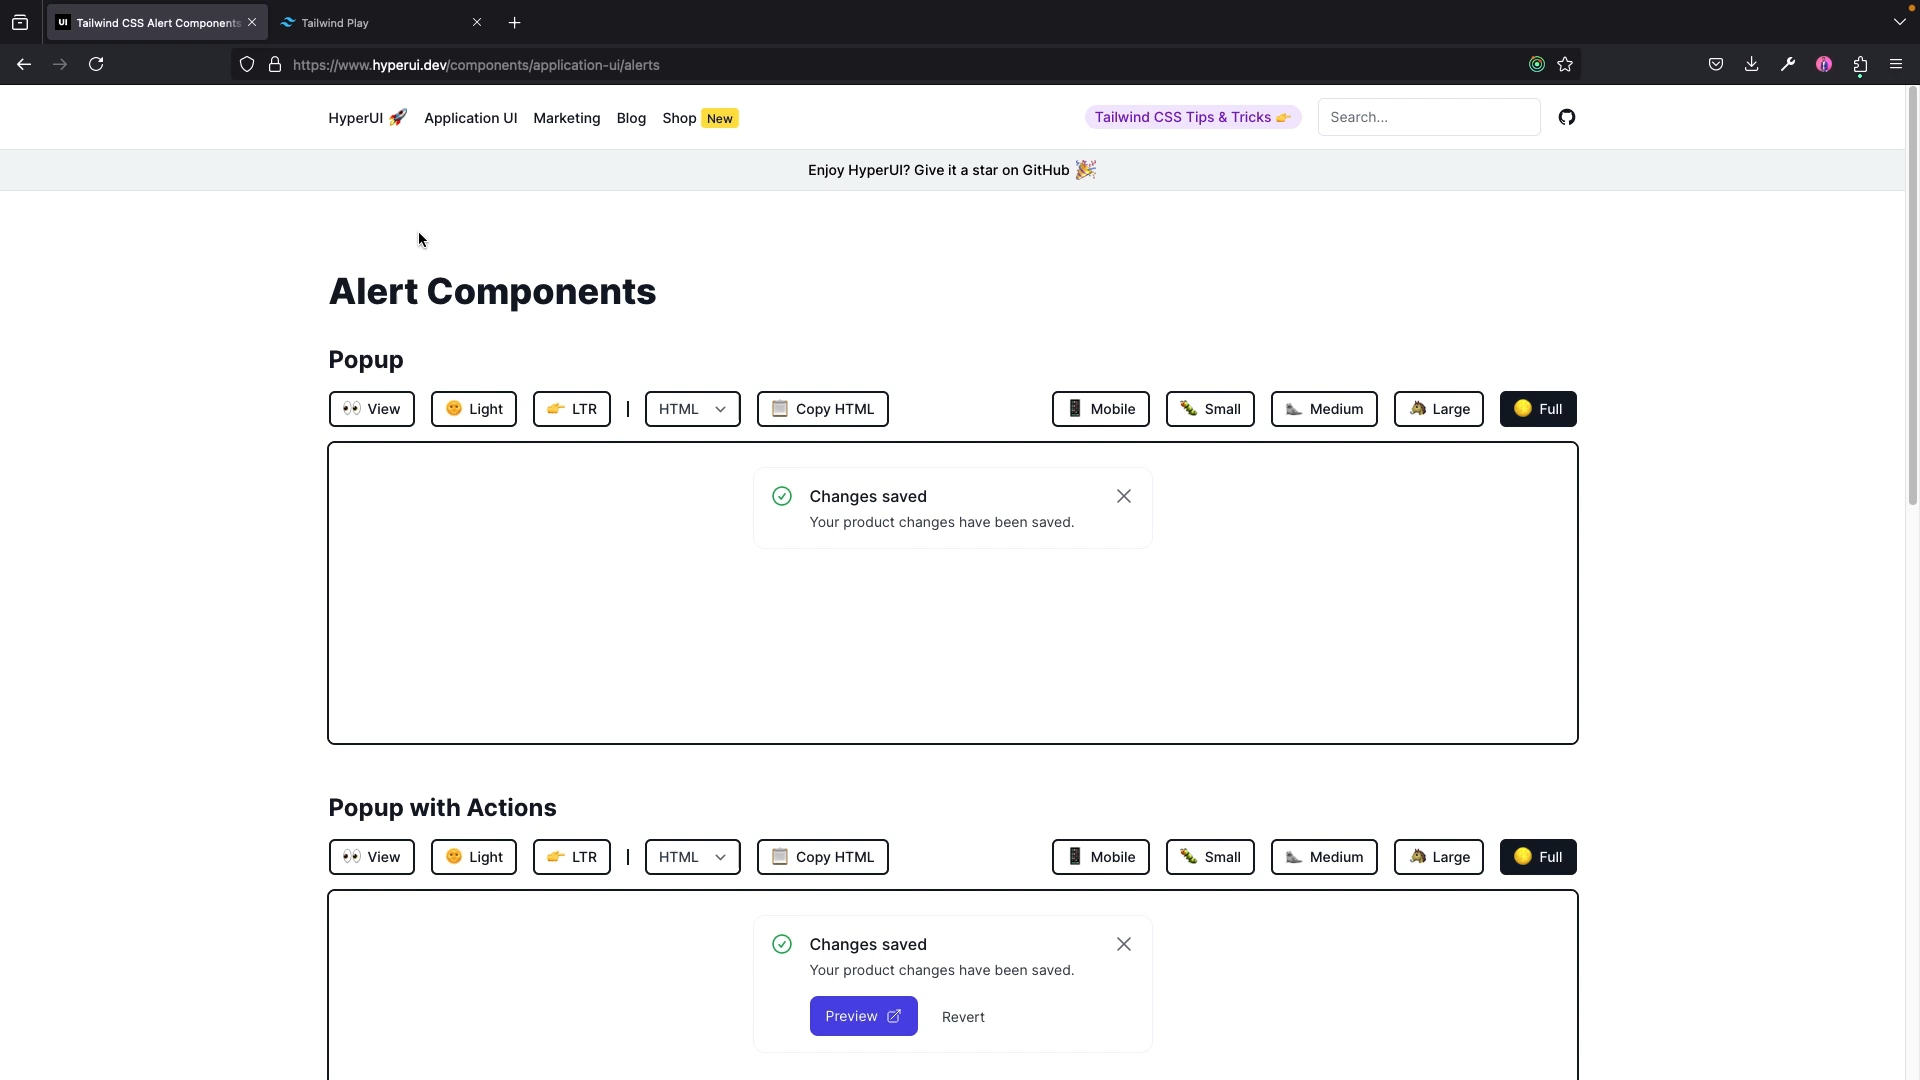 UI Tailwind CSS Alert Components
Tailwind Play
https://www.hyperui.dev/components/application-ui/alerts
HyperUI 🚀 Application UI Marketing Blog Shop New
Tailwind CSS Tips & Tricks 👉 Search...
Enjoy HyperUI? Give it a star on GitHub 🎉
Alert Components
Popup
👀 View 🌞 Light 👉 LTR | HTML 📋 Copy HTML 📱 Mobile 🐛 Small Medium 🐴 Large 🟡 Full
Changes saved
Your product changes have been saved.
Popup with Actions
👀 View 🌞 Light 👉 LTR | HTML 📋 Copy HTML 📱 Mobile 🐛 Small Medium 🐴 Large 🟡 Full
Changes saved
Your product changes have been saved.
Preview Revert